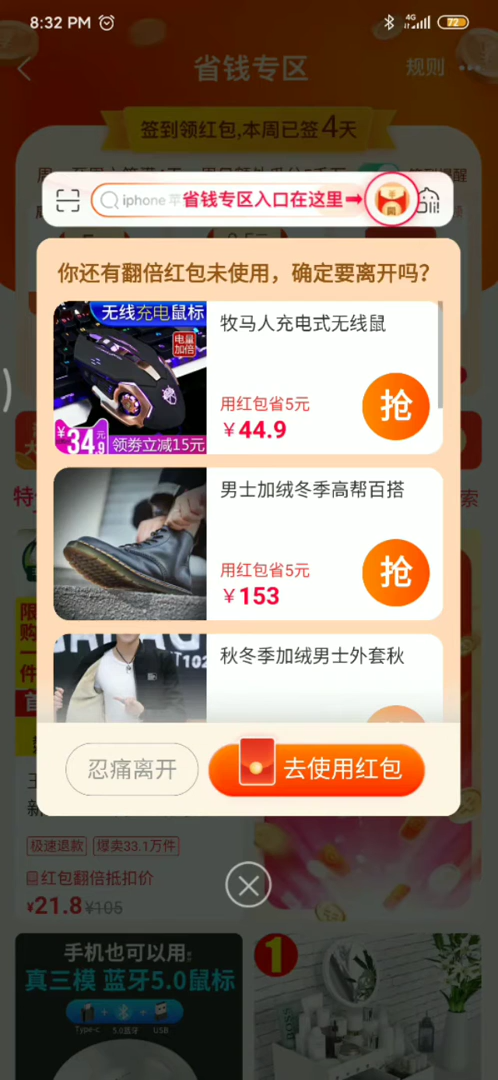 8:32 PM
4G
72
省钱专区
规则
签到领红包,本周已签4天
iphone 苹
省钱专区入口在这里
你还有翻倍红包未使用，确定要离开吗？
无线充电鼠标
电量加倍
¥34.9元
领券立减15元
牧马人充电式无线鼠
用红包省5元
¥44.9
抢
男士加绒冬季高帮百搭
用红包省5元
¥153
抢
秋冬季加绒男士外套秋
忍痛离开
去使用红包
极速退款
爆卖33.1万件
红包翻倍抵扣价
¥21.8
¥105
手机也可以用
真三模 蓝牙5.0鼠标
Type-c
5.0蓝牙
USB
1